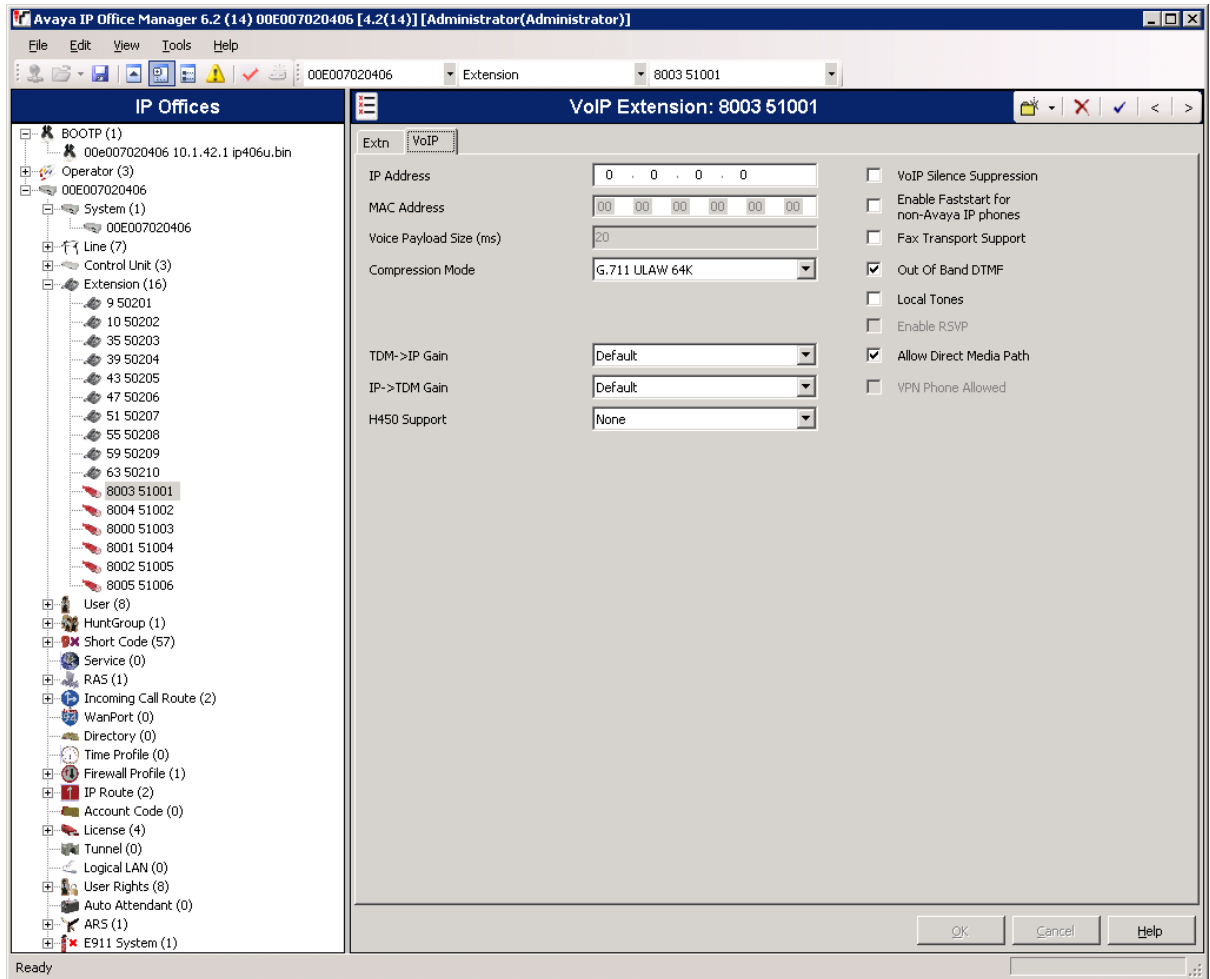 Avaya IP Office Manager 6.2 (14) 00E007020406 [4.2(14)] [Administrator(Administrator)]
File Edit View Tools Help
00E007020406 Extension 8003 51001
IP Offices
BOOTP (1)
00e007020406 10.1.42.1 ip406u.bin
Operator (3)
00E007020406
System (1)
00E007020406
Line (7)
Control Unit (3)
Extension (16)
9 50201
10 50202
35 50203
39 50204
43 50205
47 50206
51 50207
55 50208
59 50209
63 50210
8003 51001
8004 51002
8000 51003
8001 51004
8002 51005
8005 51006
User (8)
HuntGroup (1)
Short Code (57)
Service (0)
RAS (1)
Incoming Call Route (2)
WanPort (0)
Directory (0)
Time Profile (0)
Firewall Profile (1)
IP Route (2)
Account Code (0)
License (4)
Tunnel (0)
Logical LAN (0)
User Rights (8)
Auto Attendant (0)
ARS (1)
E911 System (1)
VoIP Extension: 8003 51001
Extn VoIP
IP Address 0 . 0 . 0 . 0
MAC Address 00 00 00 00 00 00
Voice Payload Size (ms) 20
Compression Mode G.711 ULAW 64K
TDM->IP Gain Default
IP->TDM Gain Default
H450 Support None
VoIP Silence Suppression
Enable Faststart for
non-Avaya IP phones
Fax Transport Support
Out Of Band DTMF
Local Tones
Enable RSVP
Allow Direct Media Path
VPN Phone Allowed
OK Cancel Help
Ready